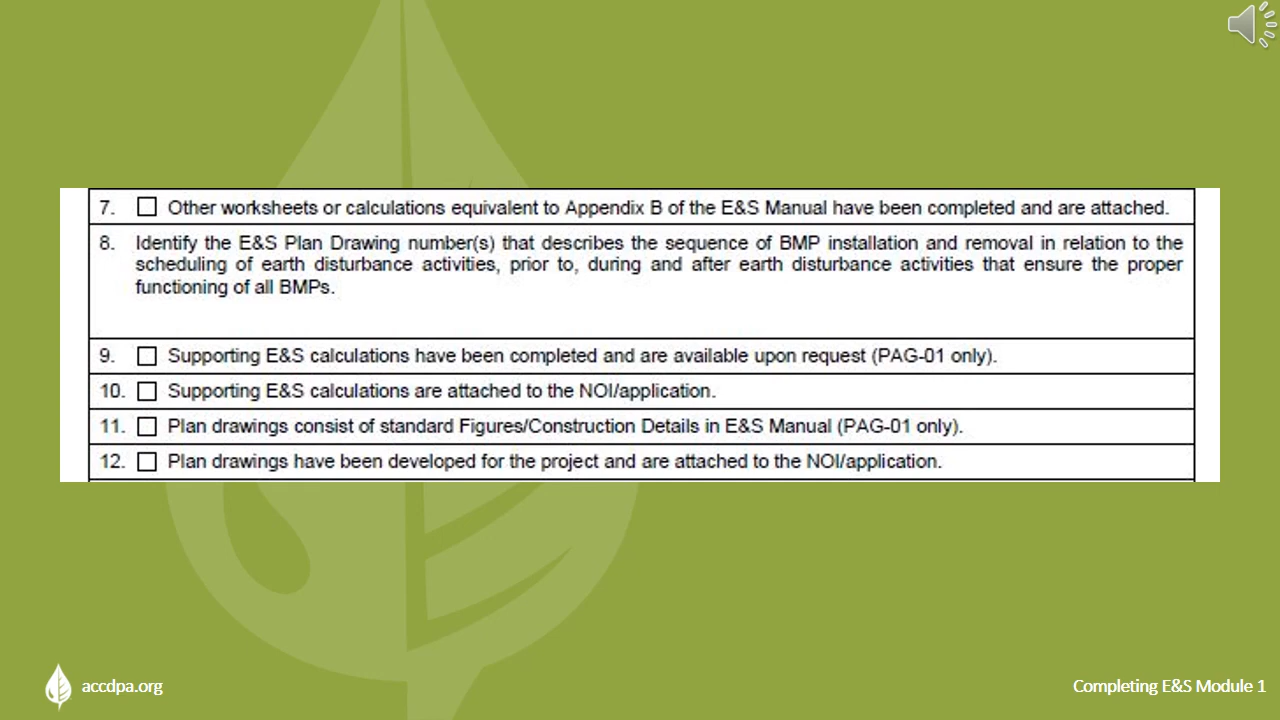 7. Other worksheets or calculations equivalent to Appendix B of the E&S Manual have been completed and are attached.
8. Identify the E&S Plan Drawing number(s) that describes the sequence of BMP installation and removal in relation to the
scheduling of earth disturbance activities, prior to, during and after earth disturbance activities that ensure the proper
functioning of all BMPs.
9. Supporting E&S calculations have been completed and are available upon request (PAG-01 only).
10. Supporting E&S calculations are attached to the NOI/application.
11. Plan drawings consist of standard Figures/Construction Details in E&S Manual (PAG-01 only).
12. Plan drawings have been developed for the project and are attached to the NOI/application.
accdpa.org
Completing E&S Module 1